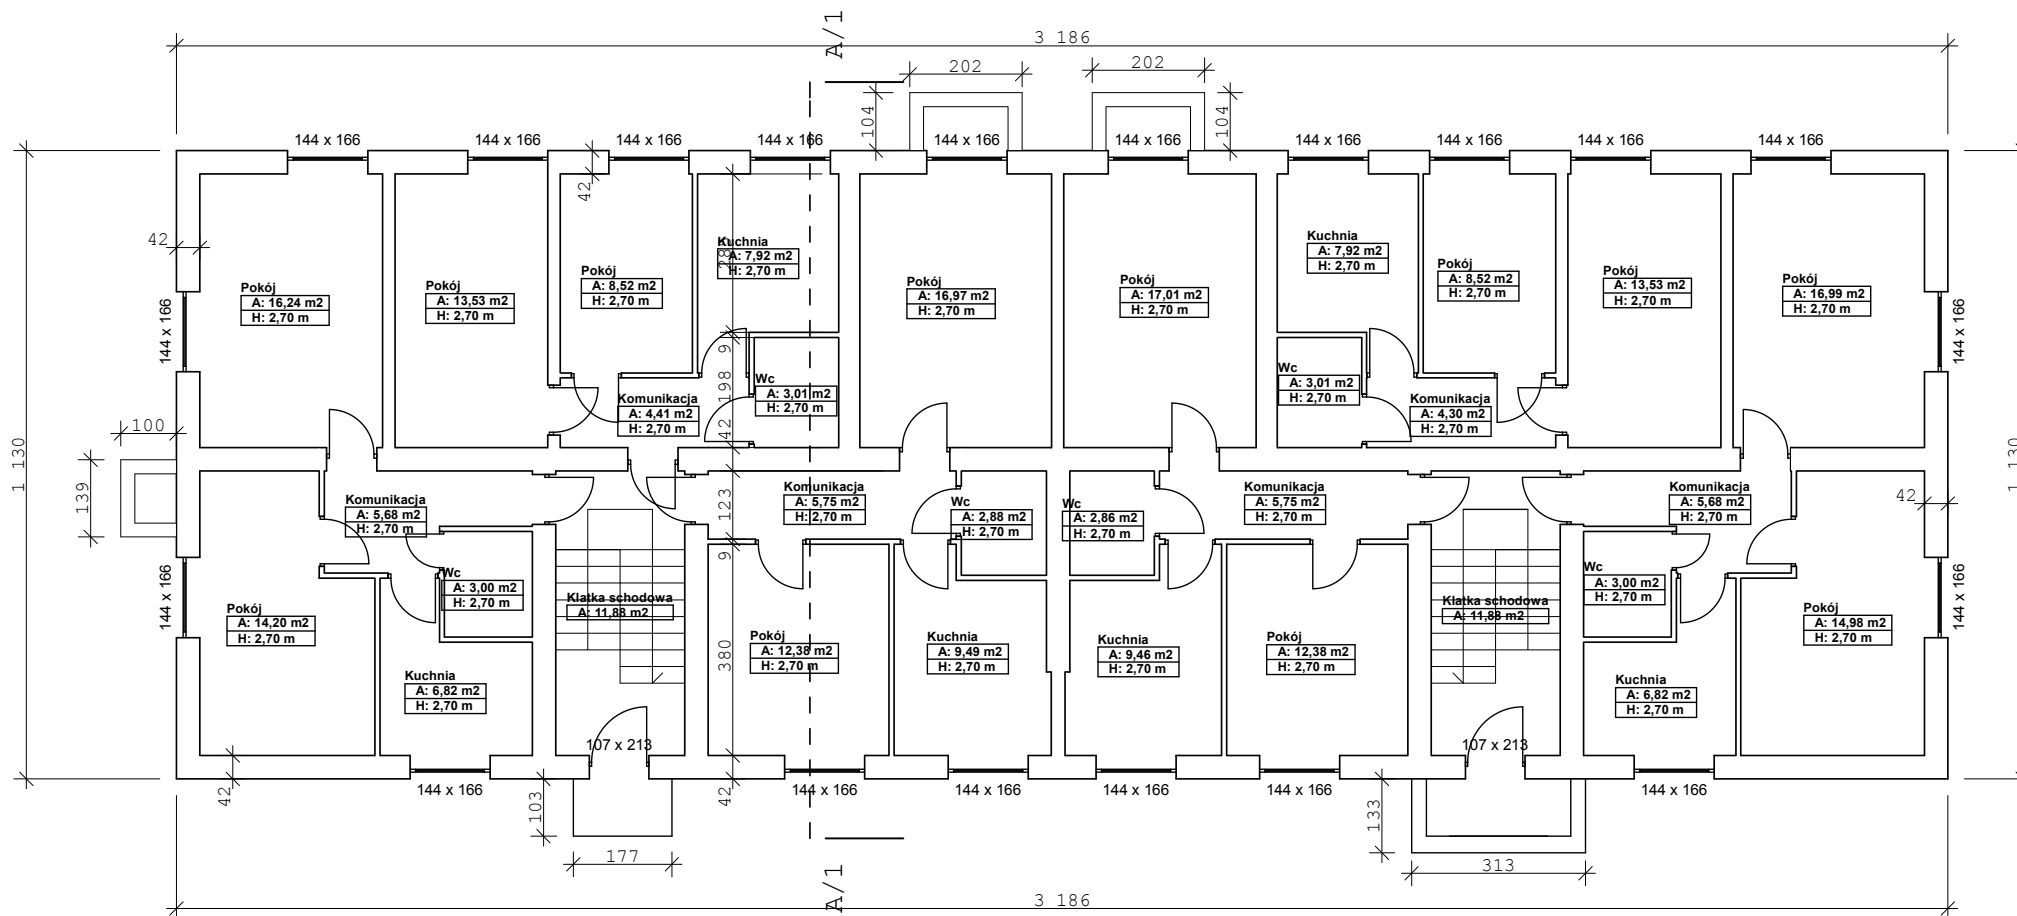 A/1
3 186
202
202
104
104
144 x 166
144 x 166
144 x 166
144 x 166
144 x 166
144 x 166
144 x 166
144 x 166
144 x 166
144 x 166
42
42
Kuchnia
A: 7,92 m2
H: 2,70 m
Kuchnia
A: 7,92 m2
H: 2,70 m
Pokój
A: 16,24 m2
H: 2,70 m
Pokój
A: 13,53 m2
H: 2,70 m
Pokój
A: 8,52 m2
H: 2,70 m
Pokój
A: 16,97 m2
H: 2,70 m
Pokój
A: 17,01 m2
H: 2,70 m
Pokój
A: 8,52 m2
H: 2,70 m
Pokój
A: 13,53 m2
H: 2,70 m
Pokój
A: 16,99 m2
H: 2,70 m
144 x 166
144 x 166
9
198
42
Wc
A: 3,01 m2
H: 2,70 m
Wc
A: 3,01 m2
H: 2,70 m
Komunikacja
A: 4,41 m2
H: 2,70 m
Komunikacja
A: 4,30 m2
H: 2,70 m
1 130
1 130
100
139
42
Komunikacja
A: 5,68 m2
H: 2,70 m
Komunikacja
A: 5,75 m2
H: 2,70 m
Wc
A: 2,88 m2
H: 2,70 m
Wc
A: 2,86 m2
H: 2,70 m
Komunikacja
A: 5,75 m2
H: 2,70 m
Komunikacja
A: 5,68 m2
H: 2,70 m
123
9
144 x 166
144 x 166
Wc
A: 3,00 m2
H: 2,70 m
Wc
A: 3,00 m2
H: 2,70 m
Klatka schodowa
A: 11,88 m2
Klatka schodowa
A: 11,88 m2
Pokój
A: 14,20 m2
H: 2,70 m
Pokój
A: 12,38 m2
H: 2,70 m
Kuchnia
A: 9,49 m2
H: 2,70 m
Kuchnia
A: 9,46 m2
H: 2,70 m
Pokój
A: 12,38 m2
H: 2,70 m
Pokój
A: 14,98 m2
H: 2,70 m
380
Kuchnia
A: 6,82 m2
H: 2,70 m
Kuchnia
A: 6,82 m2
H: 2,70 m
107 x 213
107 x 213
42
42
144 x 166
144 x 166
144 x 166
144 x 166
144 x 166
144 x 166
103
133
177
313
A/1
3 186